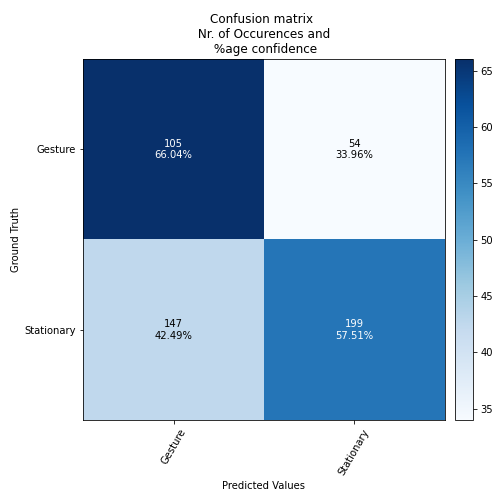 Confusion matrix
Nr. of Occurences and
%age confidence
Ground Truth
Gesture
105
66.04%
54
33.96%
Stationary
147
42.49%
199
57.51%
Gesture
Stationary
Predicted Values
65
60
55
50
45
40
35